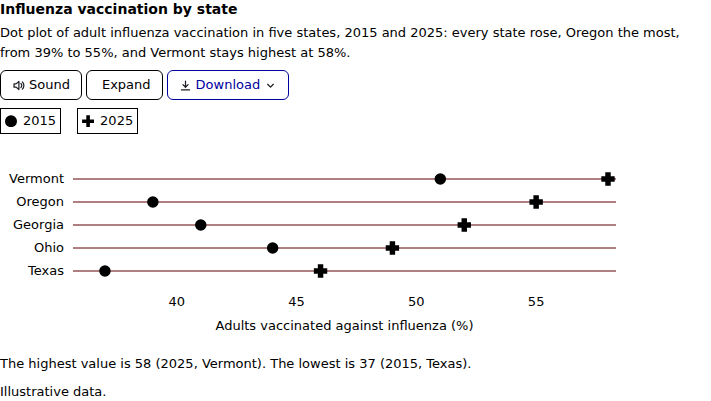 Influenza vaccination by state
Dot plot of adult influenza vaccination in five states, 2015 and 2025: every state rose, Oregon the most,
from 39% to 55%, and Vermont stays highest at 58%.
Sound Expand Download
2015 2025
Vermont
Oregon
Georgia
Ohio
Texas
40 45 50 55
Adults vaccinated against influenza (%)
The highest value is 58 (2025, Vermont). The lowest is 37 (2015, Texas).
Illustrative data.